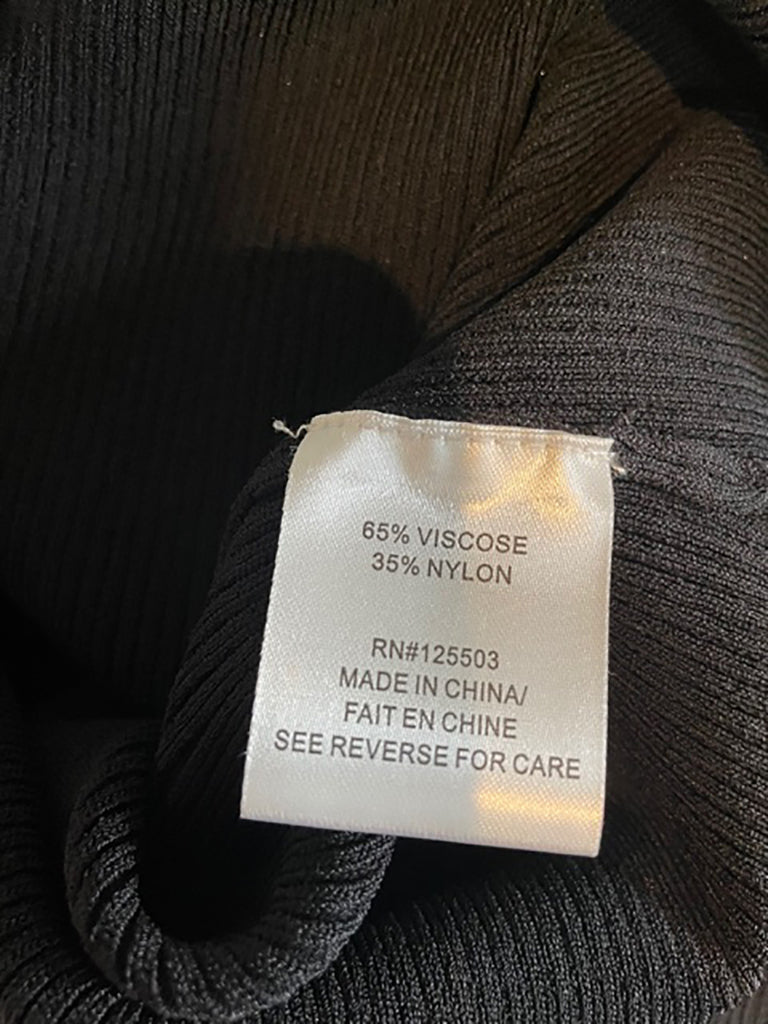 65% VISCOSE
35% NYLON
RN#125503
MADE IN CHINA/
FAIT EN CHINE
SEE REVERSE FOR CARE